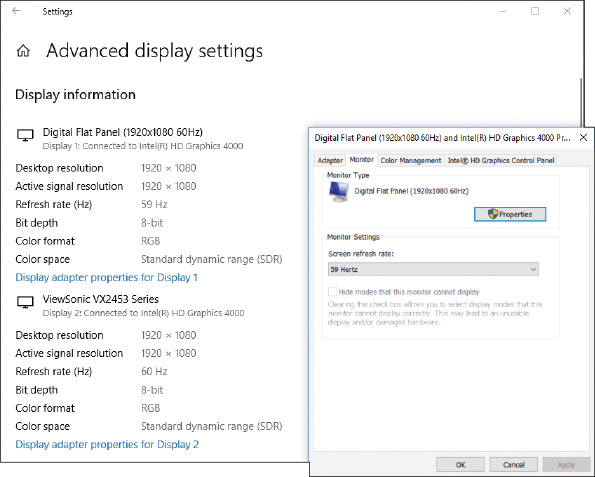 Settings
Advanced display settings
Display information
Digital Flat Panel (1920x1080 60Hz)
Display 1: Connected to Intel(R) HD Graphics 4000
Desktop resolution 1920 × 1080
Active signal resolution 1920 × 1080
Refresh rate (Hz) 59 Hz
Bit depth 8-bit
Color format RGB
Color space Standard dynamic range (SDR)
Display adapter properties for Display 1
ViewSonic VX2453 Series
Display 2: Connected to Intel(R) HD Graphics 4000
Desktop resolution 1920 × 1080
Active signal resolution 1920 × 1080
Refresh rate (Hz) 60 Hz
Bit depth 8-bit
Color format RGB
Color space Standard dynamic range (SDR)
Display adapter properties for Display 2
Digital Flat Panel (1920x1080 60Hz) and Intel(R) HD Graphics 4000 Pr...
Adapter Monitor Color Management Intel® HD Graphics Control Panel
Monitor Type
Digital Flat Panel (1920x1080 60Hz)
Properties
Monitor Settings
Screen refresh rate:
59 Hertz
Hide modes that this monitor cannot display
Clearing this check box allows you to select display modes that this
monitor cannot display correctly. This may lead to an unusable
display and/or damaged hardware.
OK Cancel Apply